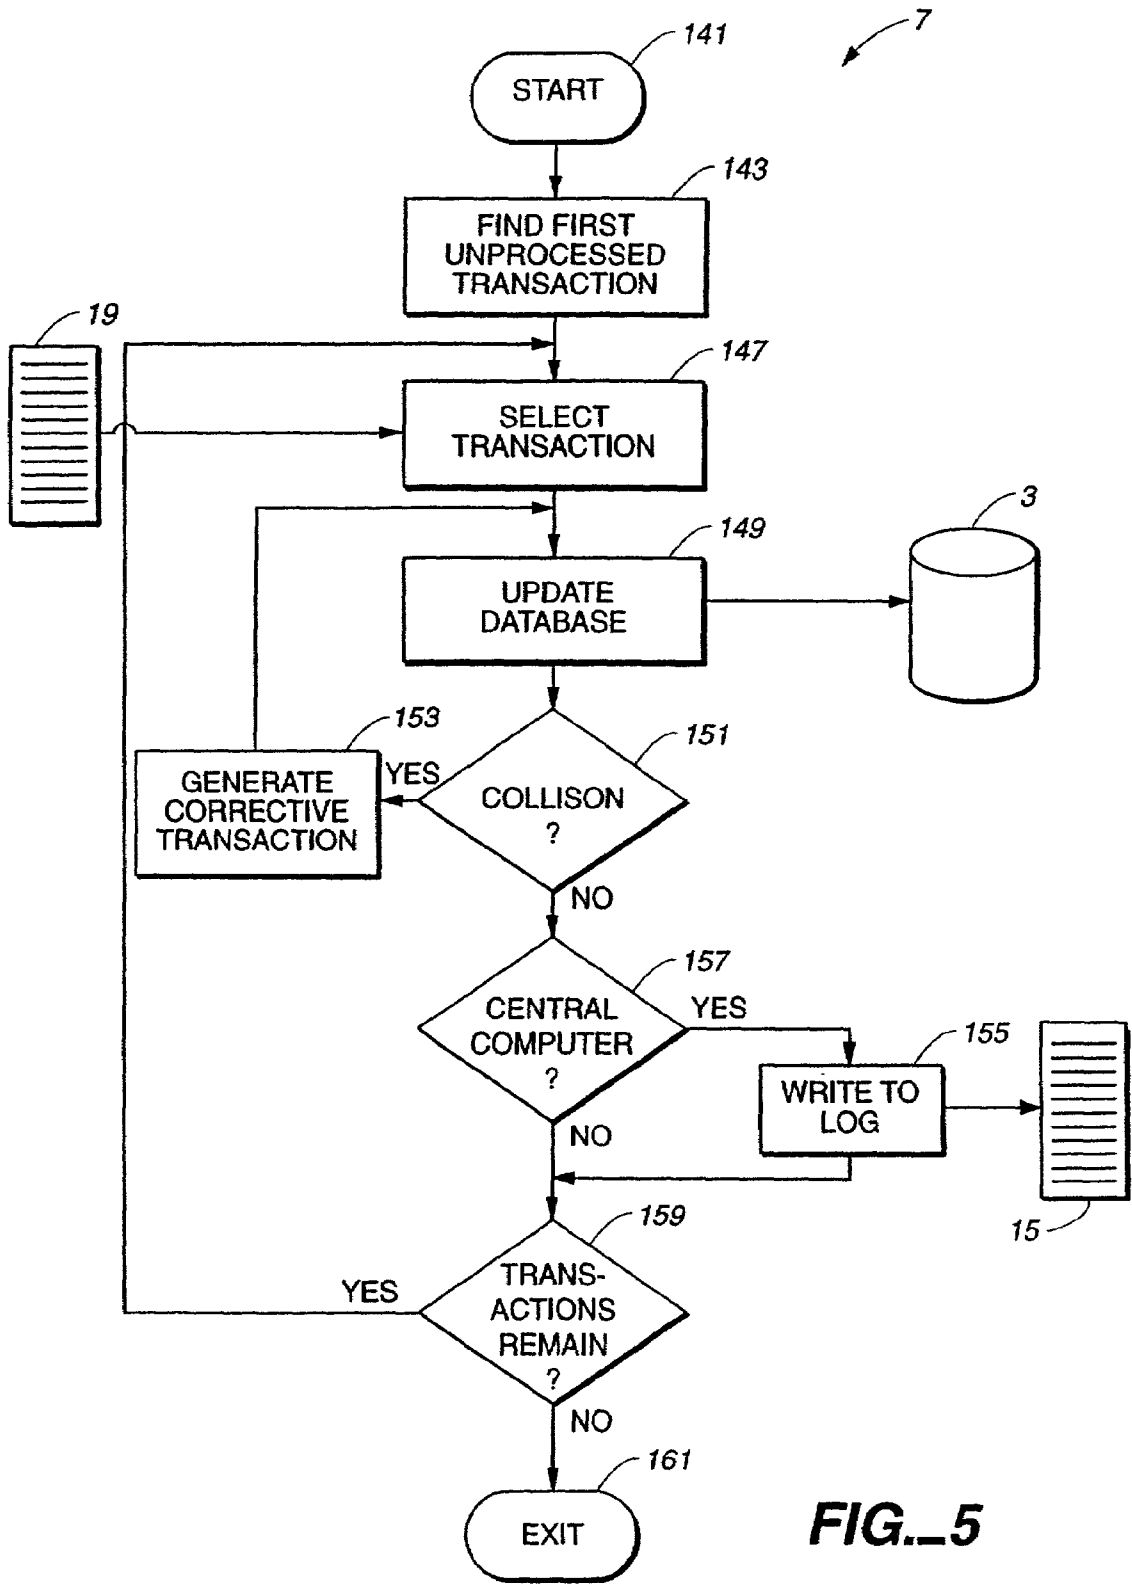 7
141
START
143
FIND FIRST
UNPROCESSED
TRANSACTION
19
147
SELECT
TRANSACTION
3
149
UPDATE
DATABASE
153
151
GENERATE
CORRECTIVE
TRANSACTION
YES
COLLISON
?
NO
157
CENTRAL
COMPUTER
?
YES
155
WRITE TO
LOG
NO
15
159
YES
TRANS-
ACTIONS
REMAIN
?
NO
161
EXIT
FIG._5